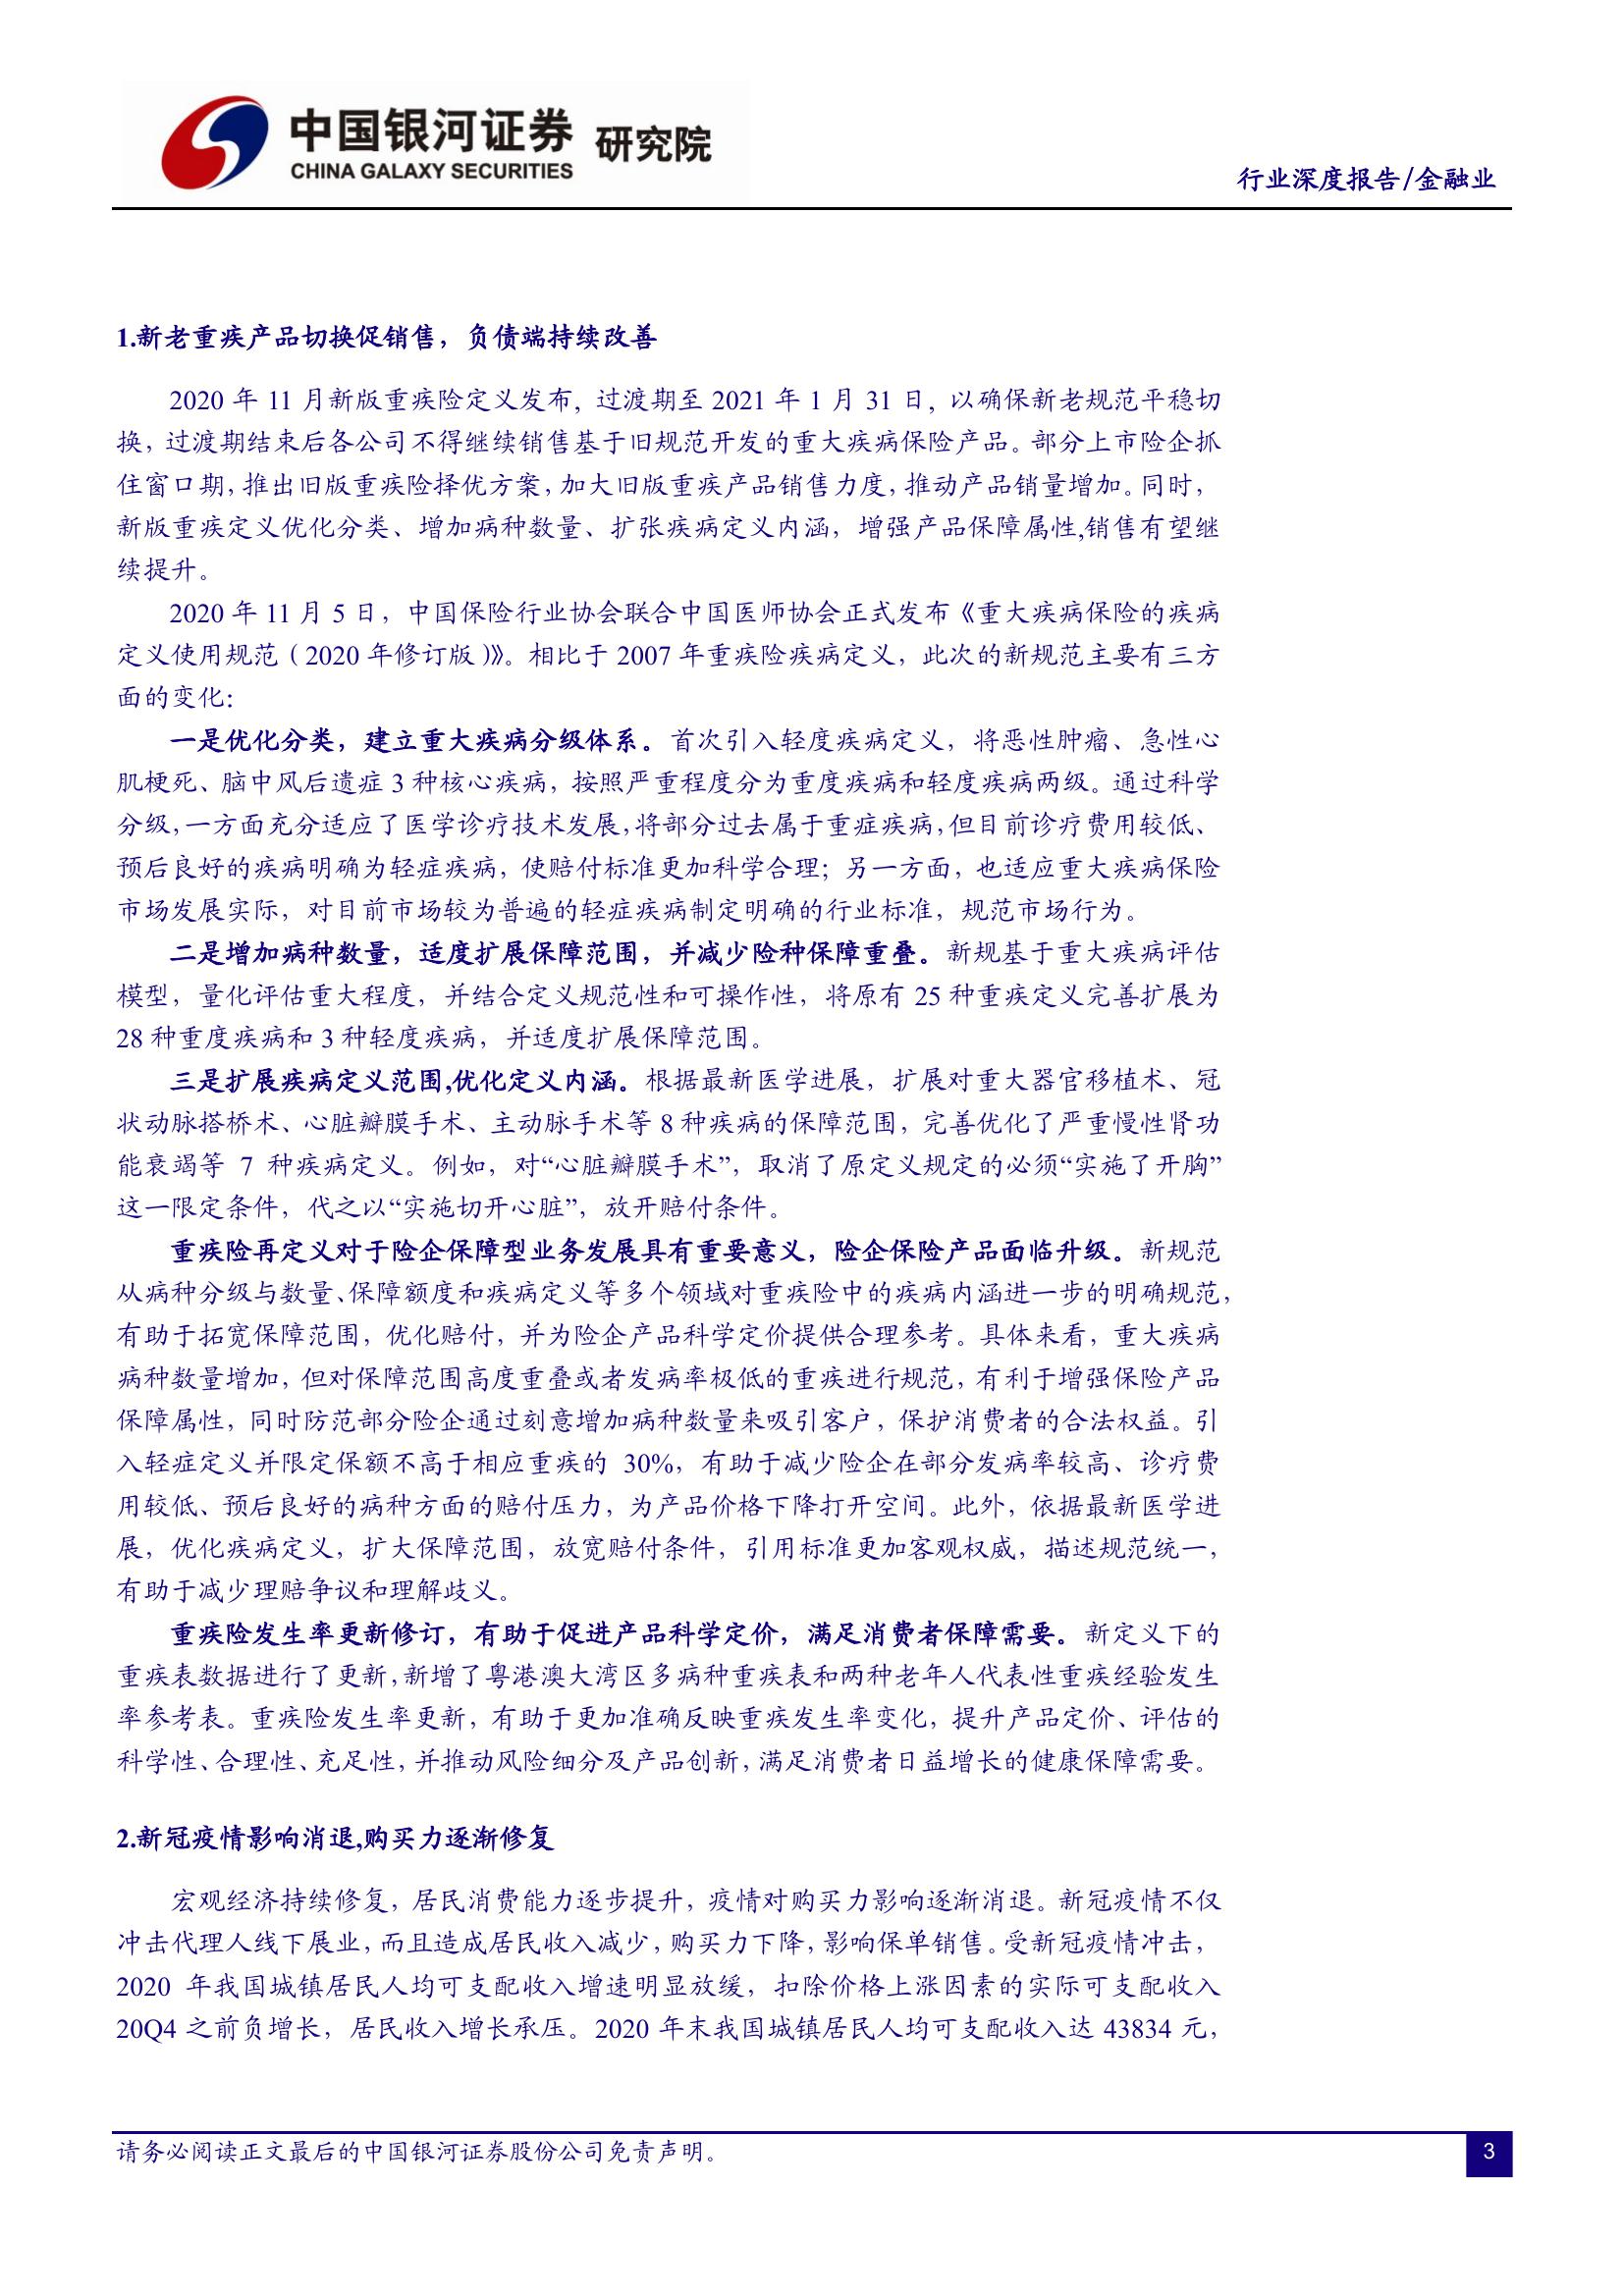 中国银河证券 研究院
CHINA GALAXY SECURITIES
行业深度报告/金融业
1.新老重疾产品切换促销售，负债端持续改善
2020 年 11 月新版重疾险定义发布, 过渡期至 2021 年 1 月 31 日, 以确保新老规范平稳切
换，过渡期结束后各公司不得继续销售基于旧规范开发的重大疾病保险产品。部分上市险企抓
住窗口期，推出旧版重疾险择优方案，加大旧版重疾产品销售力度，推动产品销量增加。同时，
新版重疾定义优化分类、增加病种数量、扩张疾病定义内涵，增强产品保障属性,销售有望继
续提升。
2020 年 11 月 5 日，中国保险行业协会联合中国医师协会正式发布《重大疾病保险的疾病
定义使用规范（2020 年修订版）》。相比于 2007 年重疾险疾病定义，此次的新规范主要有三方
面的变化：
一是优化分类，建立重大疾病分级体系。首次引入轻度疾病定义，将恶性肿瘤、急性心
肌梗死、脑中风后遗症 3 种核心疾病，按照严重程度分为重度疾病和轻度疾病两级。通过科学
分级，一方面充分适应了医学诊疗技术发展，将部分过去属于重症疾病，但目前诊疗费用较低、
预后良好的疾病明确为轻症疾病，使赔付标准更加科学合理；另一方面，也适应重大疾病保险
市场发展实际，对目前市场较为普遍的轻症疾病制定明确的行业标准，规范市场行为。
二是增加病种数量，适度扩展保障范围，并减少险种保障重叠。新规基于重大疾病评估
模型，量化评估重大程度，并结合定义规范性和可操作性，将原有 25 种重疾定义完善扩展为
28 种重度疾病和 3 种轻度疾病，并适度扩展保障范围。
三是扩展疾病定义范围,优化定义内涵。根据最新医学进展，扩展对重大器官移植术、冠
状动脉搭桥术、心脏瓣膜手术、主动脉手术等 8 种疾病的保障范围，完善优化了严重慢性肾功
能衰竭等 7 种疾病定义。例如，对“心脏瓣膜手术”，取消了原定义规定的必须“实施了开胸”
这一限定条件，代之以“实施切开心脏”，放开赔付条件。
重疾险再定义对于险企保障型业务发展具有重要意义，险企保险产品面临升级。新规范
从病种分级与数量、保障额度和疾病定义等多个领域对重疾险中的疾病内涵进一步的明确规范，
有助于拓宽保障范围，优化赔付，并为险企产品科学定价提供合理参考。具体来看，重大疾病
病种数量增加，但对保障范围高度重叠或者发病率极低的重疾进行规范，有利于增强保险产品
保障属性，同时防范部分险企通过刻意增加病种数量来吸引客户，保护消费者的合法权益。引
入轻症定义并限定保额不高于相应重疾的 30%，有助于减少险企在部分发病率较高、诊疗费
用较低、预后良好的病种方面的赔付压力，为产品价格下降打开空间。此外，依据最新医学进
展，优化疾病定义，扩大保障范围，放宽赔付条件，引用标准更加客观权威，描述规范统一，
有助于减少理赔争议和理解歧义。
重疾险发生率更新修订，有助于促进产品科学定价，满足消费者保障需要。新定义下的
重疾表数据进行了更新，新增了粤港澳大湾区多病种重疾表和两种老年人代表性重疾经验发生
率参考表。重疾险发生率更新，有助于更加准确反映重疾发生率变化，提升产品定价、评估的
科学性、合理性、充足性，并推动风险细分及产品创新，满足消费者日益增长的健康保障需要。
2.新冠疫情影响消退,购买力逐渐修复
宏观经济持续修复，居民消费能力逐步提升，疫情对购买力影响逐渐消退。新冠疫情不仅
冲击代理人线下展业，而且造成居民收入减少，购买力下降，影响保单销售。受新冠疫情冲击，
2020 年我国城镇居民人均可支配收入增速明显放缓，扣除价格上涨因素的实际可支配收入
20Q4 之前负增长，居民收入增长承压。2020 年末我国城镇居民人均可支配收入达 43834 元，
请务必阅读正文最后的中国银河证券股份公司免责声明。
3